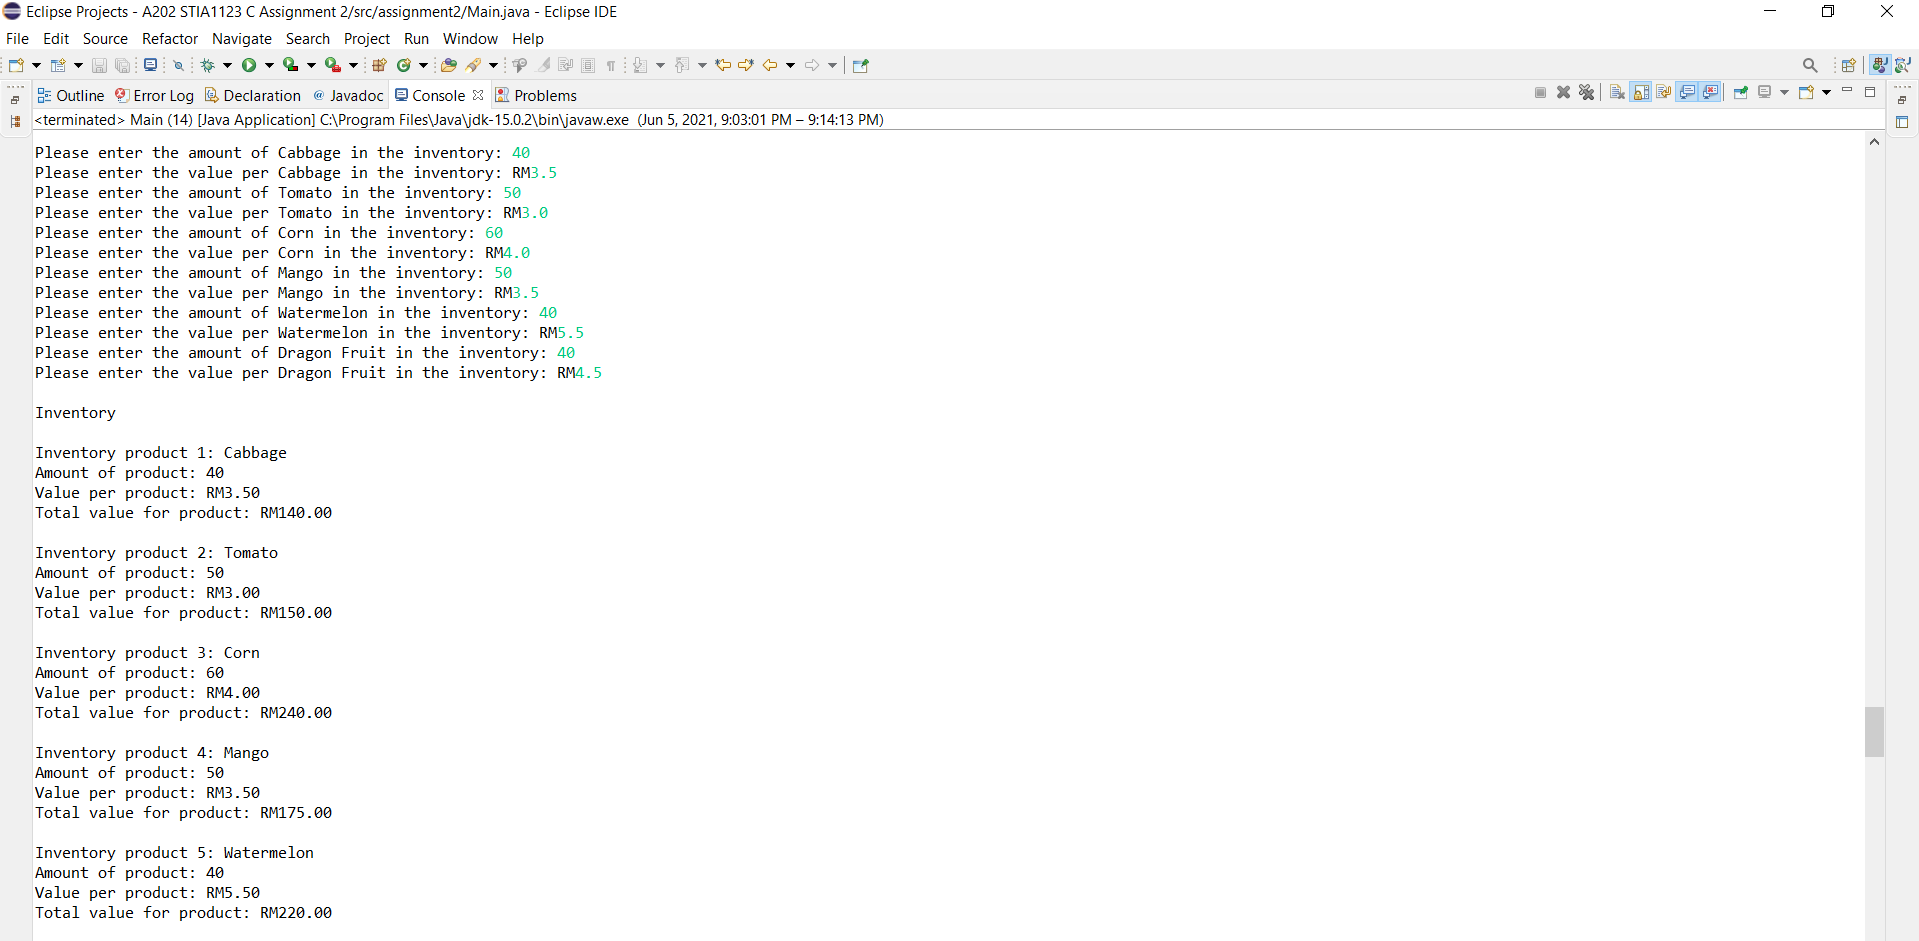 Eclipse Projects - A202 STIA1123 C Assignment 2/src/assignment2/Main.java - Eclipse IDE
File Edit Source Refactor Navigate Search Project Run Window Help
Outline Error Log Declaration @ Javadoc Console Problems
<terminated> Main (14) [Java Application] C:\Program Files\Java\jdk-15.0.2\bin\javaw.exe (Jun 5, 2021, 9:03:01 PM – 9:14:13 PM)
Please enter the amount of Cabbage in the inventory: 40
Please enter the value per Cabbage in the inventory: RM3.5
Please enter the amount of Tomato in the inventory: 50
Please enter the value per Tomato in the inventory: RM3.0
Please enter the amount of Corn in the inventory: 60
Please enter the value per Corn in the inventory: RM4.0
Please enter the amount of Mango in the inventory: 50
Please enter the value per Mango in the inventory: RM3.5
Please enter the amount of Watermelon in the inventory: 40
Please enter the value per Watermelon in the inventory: RM5.5
Please enter the amount of Dragon Fruit in the inventory: 40
Please enter the value per Dragon Fruit in the inventory: RM4.5
Inventory
Inventory product 1: Cabbage
Amount of product: 40
Value per product: RM3.50
Total value for product: RM140.00
Inventory product 2: Tomato
Amount of product: 50
Value per product: RM3.00
Total value for product: RM150.00
Inventory product 3: Corn
Amount of product: 60
Value per product: RM4.00
Total value for product: RM240.00
Inventory product 4: Mango
Amount of product: 50
Value per product: RM3.50
Total value for product: RM175.00
Inventory product 5: Watermelon
Amount of product: 40
Value per product: RM5.50
Total value for product: RM220.00